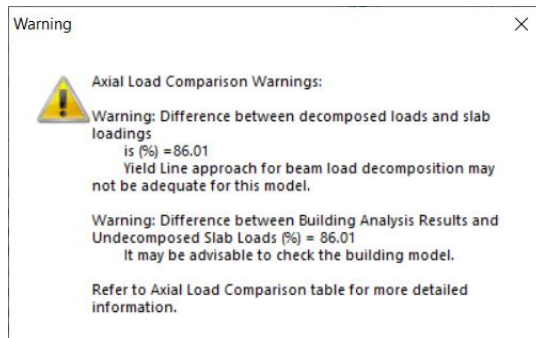 Warning
Axial Load Comparison Warnings:
Warning: Difference between decomposed loads and slab
loadings
is (%) =86.01
Yield Line approach for beam load decomposition may
not be adequate for this model.
Warning: Difference between Building Analysis Results and
Undecomposed Slab Loads (%) = 86.01
It may be advisable to check the building model.
Refer to Axial Load Comparison table for more detailed
information.